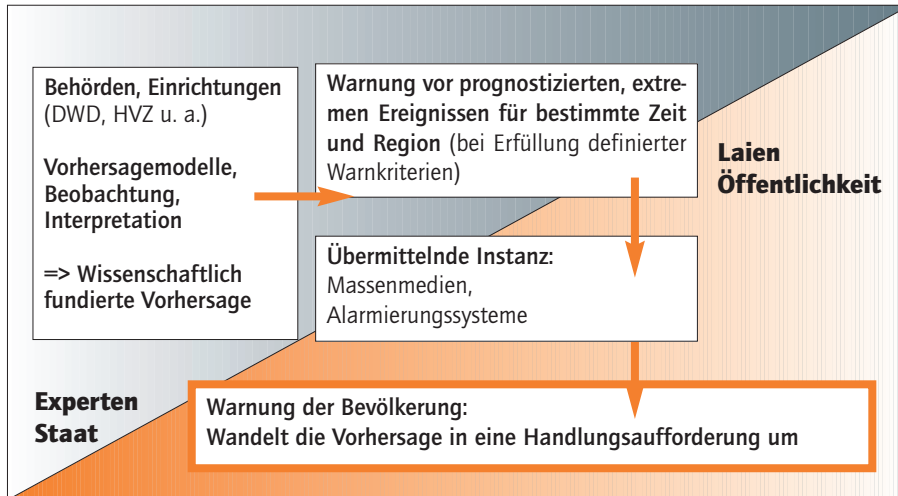 Behörden, Einrichtungen
(DWD, HVZ u. a.)
Vorhersagemodelle,
Beobachtung,
Interpretation
=> Wissenschaftlich
fundierte Vorhersage
Warnung vor prognostizierten, extre-
men Ereignissen für bestimmte Zeit
und Region (bei Erfüllung definierter
Warnkriterien)
Laien
Öffentlichkeit
Übermittelnde Instanz:
Massenmedien,
Alarmierungssysteme
Experten
Staat
Warnung der Bevölkerung:
Wandelt die Vorhersage in eine Handlungsaufforderung um